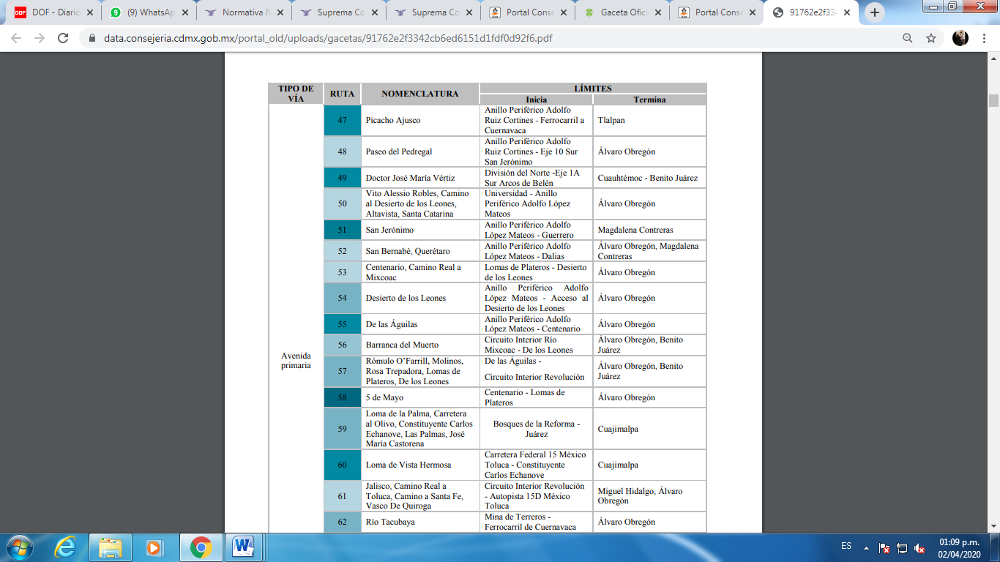 DOF - Diario
(9) WhatsAp
Normativa N
Suprema Co
Suprema Co
Portal Conse
Gaceta Ofici
Portal Conse
91762e2f334
data.consejeria.cdmx.gob.mx/portal_old/uploads/gacetas/91762e2f3342cb6ed6151d1fdf0d92f6.pdf
TIPO DE
VÍA
RUTA
NOMENCLATURA
LÍMITES
Inicia
Termina
Avenida
primaria
47
Picacho Ajusco
Anillo Periférico Adolfo
Ruiz Cortines - Ferrocarril a
Cuernavaca
Tlalpan
48
Paseo del Pedregal
Anillo Periférico Adolfo
Ruiz Cortines - Eje 10 Sur
San Jerónimo
Álvaro Obregón
49
Doctor José María Vértiz
División del Norte -Eje 1A
Sur Arcos de Belén
Cuauhtémoc - Benito Juárez
50
Vito Alessio Robles, Camino
al Desierto de los Leones,
Altavista, Santa Catarina
Universidad - Anillo
Periférico Adolfo López
Mateos
Álvaro Obregón
51
San Jerónimo
Anillo Periférico Adolfo
López Mateos - Guerrero
Magdalena Contreras
52
San Bernabé, Querétaro
Anillo Periférico Adolfo
López Mateos - Dalias
Álvaro Obregón, Magdalena
Contreras
53
Centenario, Camino Real a
Mixcoac
Lomas de Plateros - Desierto
de los Leones
Álvaro Obregón
54
Desierto de los Leones
Anillo Periférico Adolfo
López Mateos - Acceso al
Desierto de los Leones
Álvaro Obregón
55
De las Águilas
Anillo Periférico Adolfo
López Mateos - Centenario
Álvaro Obregón
56
Barranca del Muerto
Circuito Interior Río
Mixcoac - De los Leones
Álvaro Obregón, Benito
Juárez
57
Rómulo O'Farrill, Molinos,
Rosa Trepadora, Lomas de
Plateros, De los Leones
De las Águilas -
Circuito Interior Revolución
Álvaro Obregón, Benito
Juárez
58
5 de Mayo
Centenario - Lomas de
Plateros
Álvaro Obregón
59
Loma de la Palma, Carretera
al Olivo, Constituyente Carlos
Echanove, Las Palmas, José
María Castorena
Bosques de la Reforma -
Juárez
Cuajimalpa
60
Loma de Vista Hermosa
Carretera Federal 15 México
Toluca - Constituyente
Carlos Echanove
Cuajimalpa
61
Jalisco, Camino Real a
Toluca, Camino a Santa Fe,
Vasco De Quiroga
Circuito Interior Revolución
- Autopista 15D México
Toluca
Miguel Hidalgo, Álvaro
Obregón
62
Río Tacubaya
Mina de Terreros -
Ferrocarril de Cuernavaca
Álvaro Obregón
ES
01:09 p.m.
02/04/2020